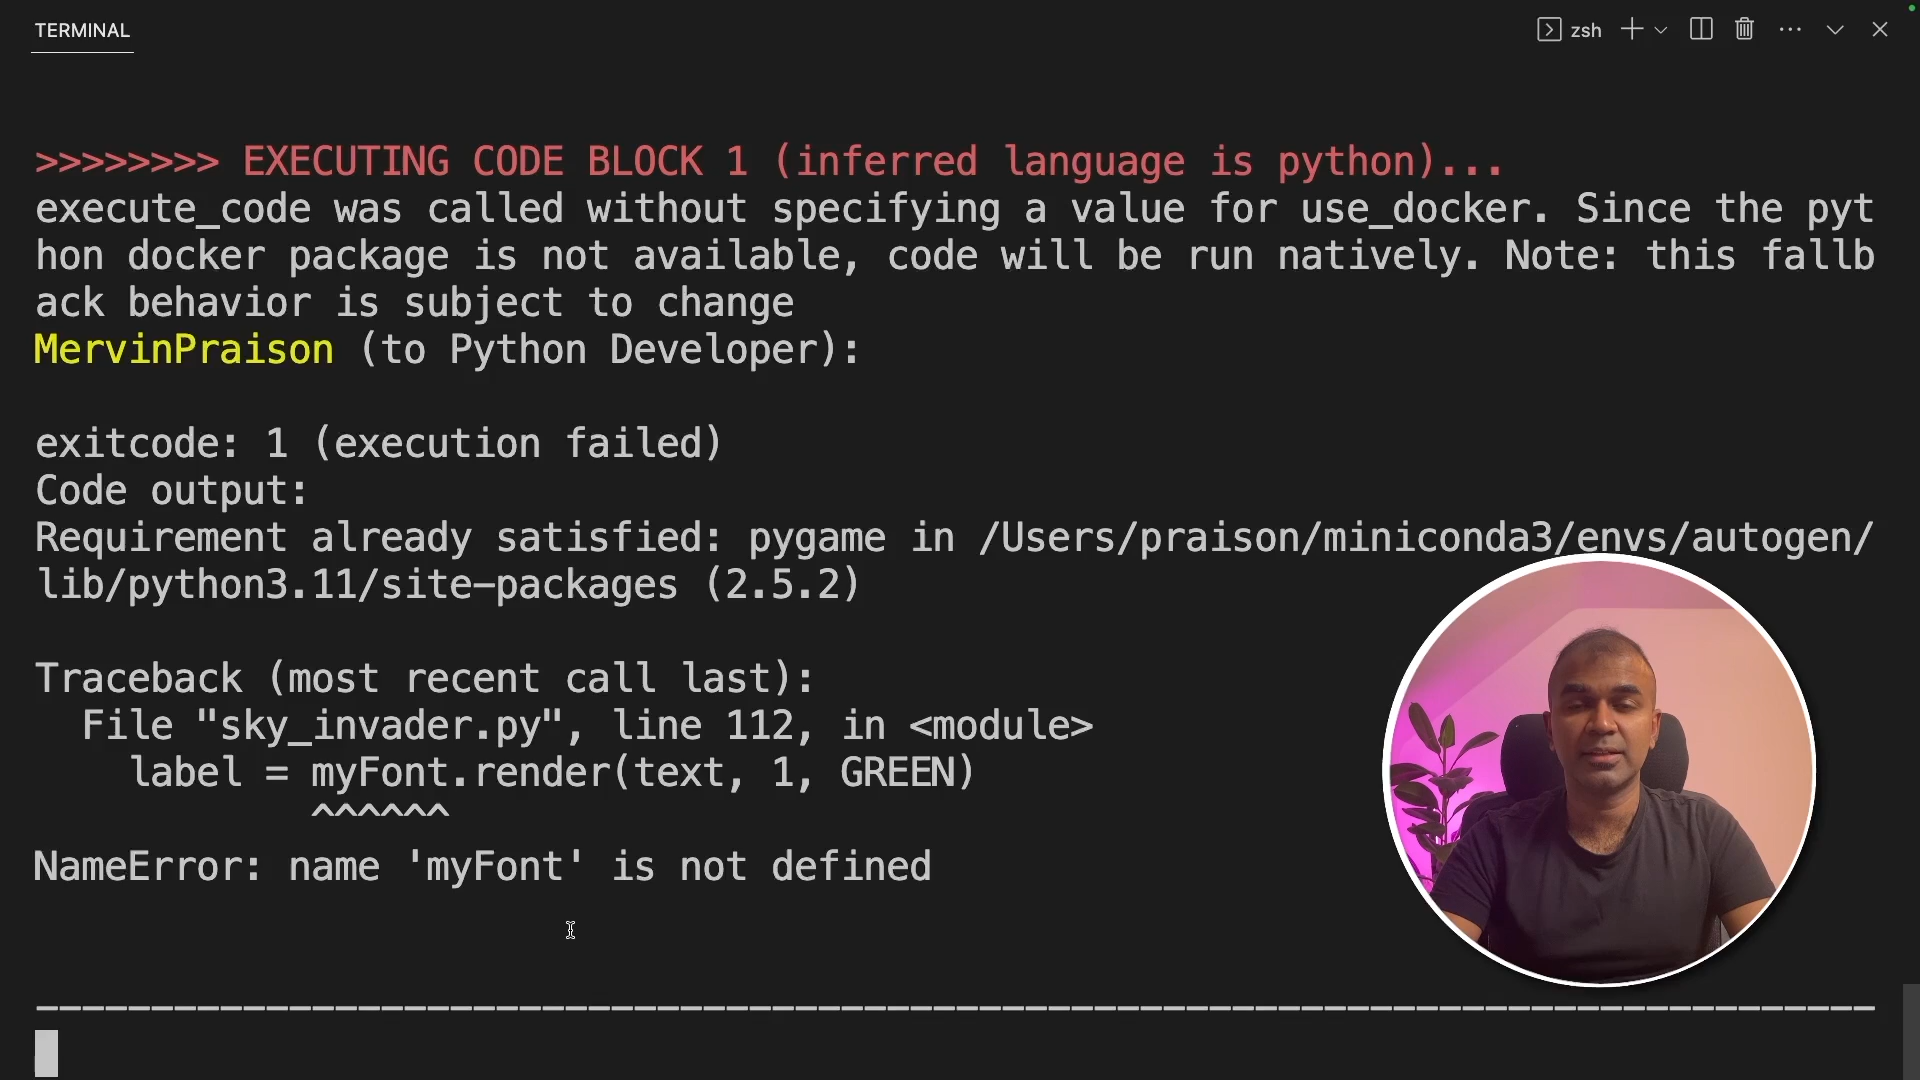 TERMINAL
zsh
>>>>>>>> EXECUTING CODE BLOCK 1 (inferred language is python)...
execute_code was called without specifying a value for use_docker. Since the pyt
hon docker package is not available, code will be run natively. Note: this fallb
ack behavior is subject to change
MervinPraison (to Python Developer):
exitcode: 1 (execution failed)
Code output:
Requirement already satisfied: pygame in /Users/praison/miniconda3/envs/autogen/
lib/python3.11/site-packages (2.5.2)
Traceback (most recent call last):
File "sky_invader.py", line 112, in <module>
label = myFont.render(text, 1, GREEN)
^^^^^^
NameError: name 'myFont' is not defined
--------------------------------------------------------------------------------